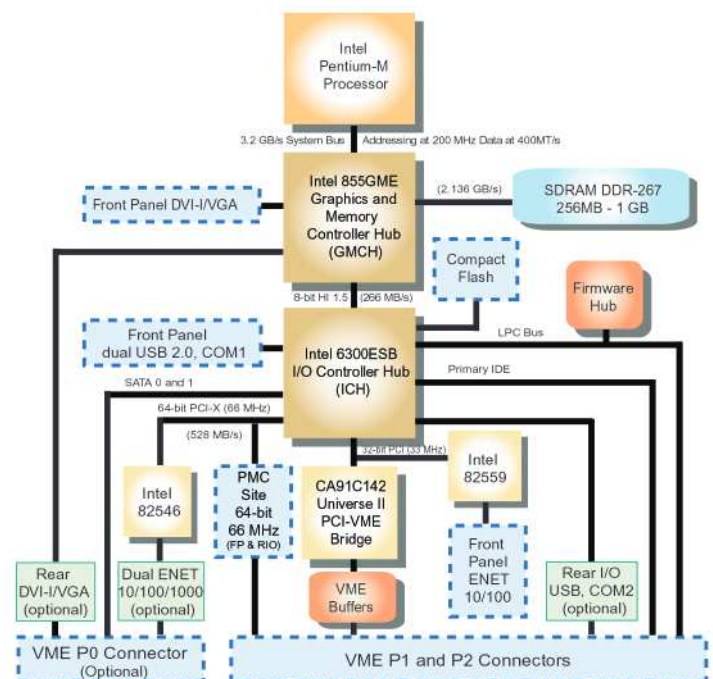 Intel
Pentium-M
Processor
3.2 GB/s System Bus
Addressing at 200 MHz Data at 400MT/s
Front Panel DVI-I/VGA
Intel 855GME
Graphics and
Memory
Controller Hub
(GMCH)
(2.136 GB/s)
SDRAM DDR-267
256MB - 1 GB
Compact
Flash
Firmware
Hub
8-bit HI 1.5
(266 MB/s)
Front Panel
dual USB 2.0, COM1
Intel 6300ESB
I/O Controller Hub
(ICH)
LPC Bus
Primary IDE
SATA 0 and 1
64-bit PCI-X (66 MHz)
(528 MB/s)
32-bit PCI (33 MHz)
Intel
82546
PMC
Site
64-bit
66 MHz
(FP & RIO)
CA91C142
Universe II
PCI-VME
Bridge
Intel
82559
Front
Panel
ENET
10/100
Rear
DVI-I/VGA
(optional)
Dual ENET
10/100/1000
(optional)
VME
Buffers
Rear I/O
USB, COM2
(optional)
VME P0 Connector
(Optional)
VME P1 and P2 Connectors